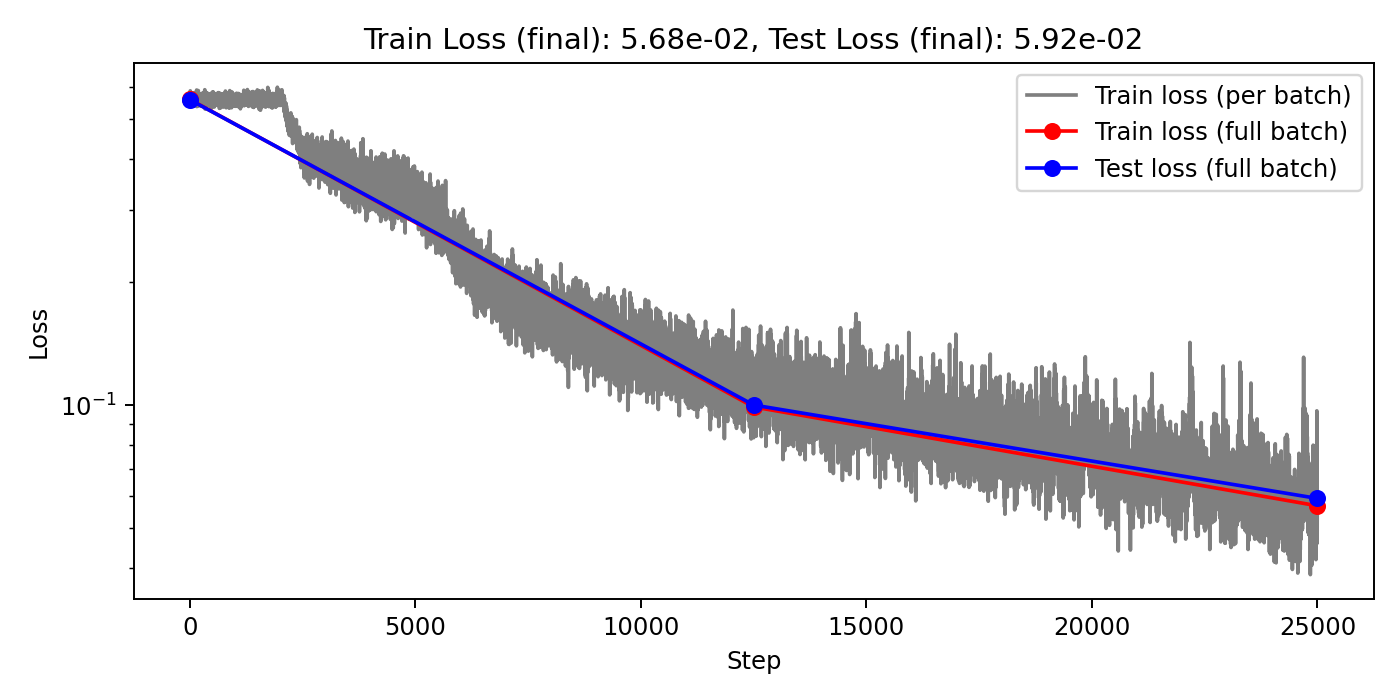 Train Loss (final): 5.68e-02, Test Loss (final): 5.92e-02
Train loss (per batch)
Train loss (full batch)
Test loss (full batch)
Loss
10⁻¹
0 5000 10000 15000 20000 25000
Step